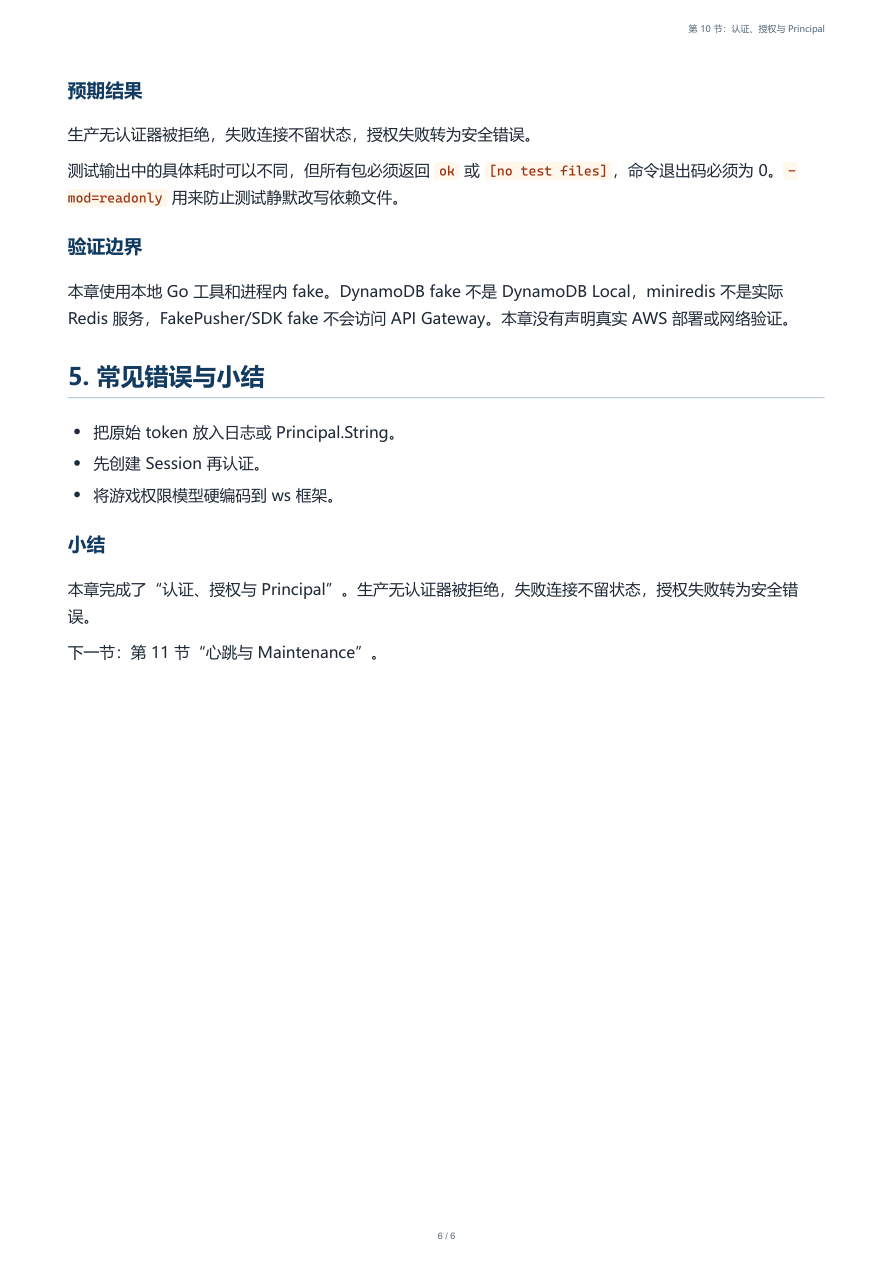 第 10 节：认证、授权与 Principal
预期结果
生产无认证器被拒绝，失败连接不留状态，授权失败转为安全错误。
测试输出中的具体耗时可以不同，但所有包必须返回 ok 或 [no test files]，命令退出码必须为 0。-
mod=readonly 用来防止测试静默改写依赖文件。
验证边界
本章使用本地 Go 工具和进程内 fake。DynamoDB fake 不是 DynamoDB Local，miniredis 不是实际
Redis 服务，FakePusher/SDK fake 不会访问 API Gateway。本章没有声明真实 AWS 部署或网络验证。
5. 常见错误与小结
• 把原始 token 放入日志或 Principal.String。
• 先创建 Session 再认证。
• 将游戏权限模型硬编码到 ws 框架。
小结
本章完成了“认证、授权与 Principal”。生产无认证器被拒绝，失败连接不留状态，授权失败转为安全错
误。
下一节：第 11 节“心跳与 Maintenance”。
6 / 6